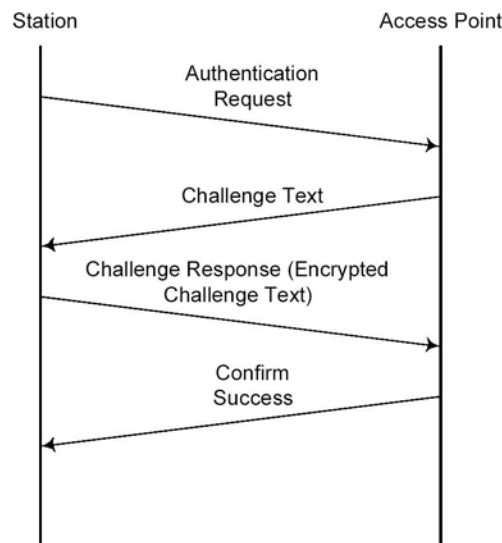 Station
Access Point
Authentication
Request
Challenge Text
Challenge Response (Encrypted
Challenge Text)
Confirm
Success